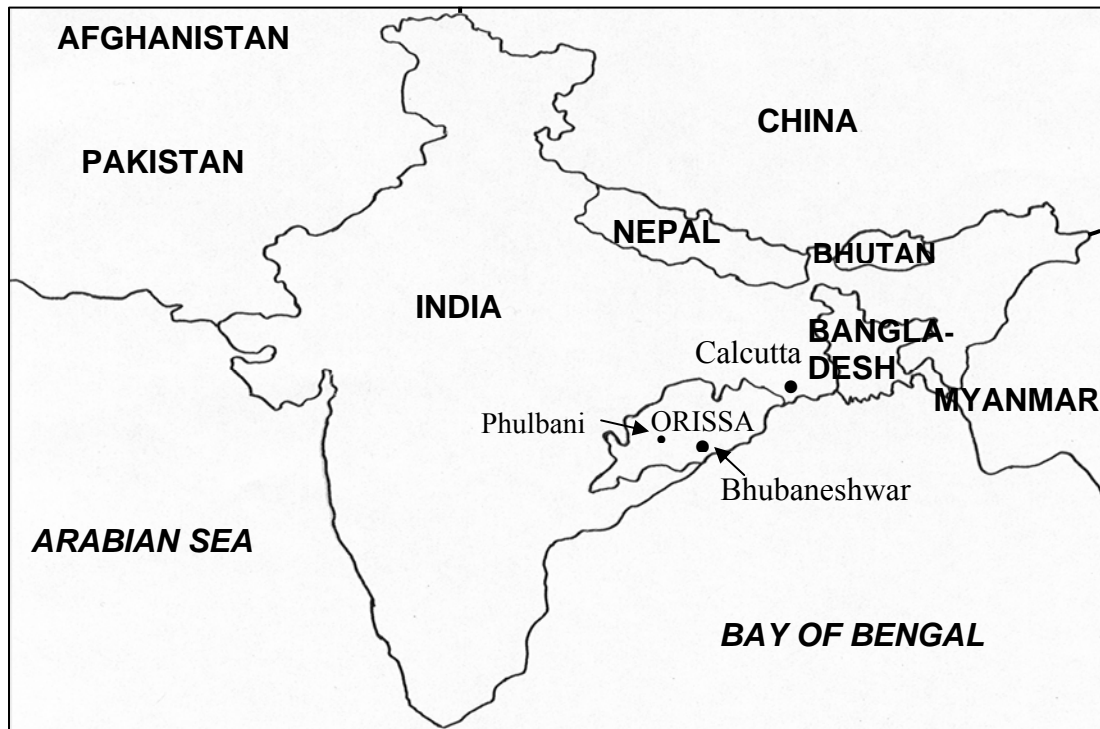 AFGHANISTAN
CHINA
PAKISTAN
NEPAL
BHUTAN
INDIA
BANGLA-
DESH
Calcutta
MYANMAR
Phulbani
ORISSA
Bhubaneshwar
ARABIAN SEA
BAY OF BENGAL